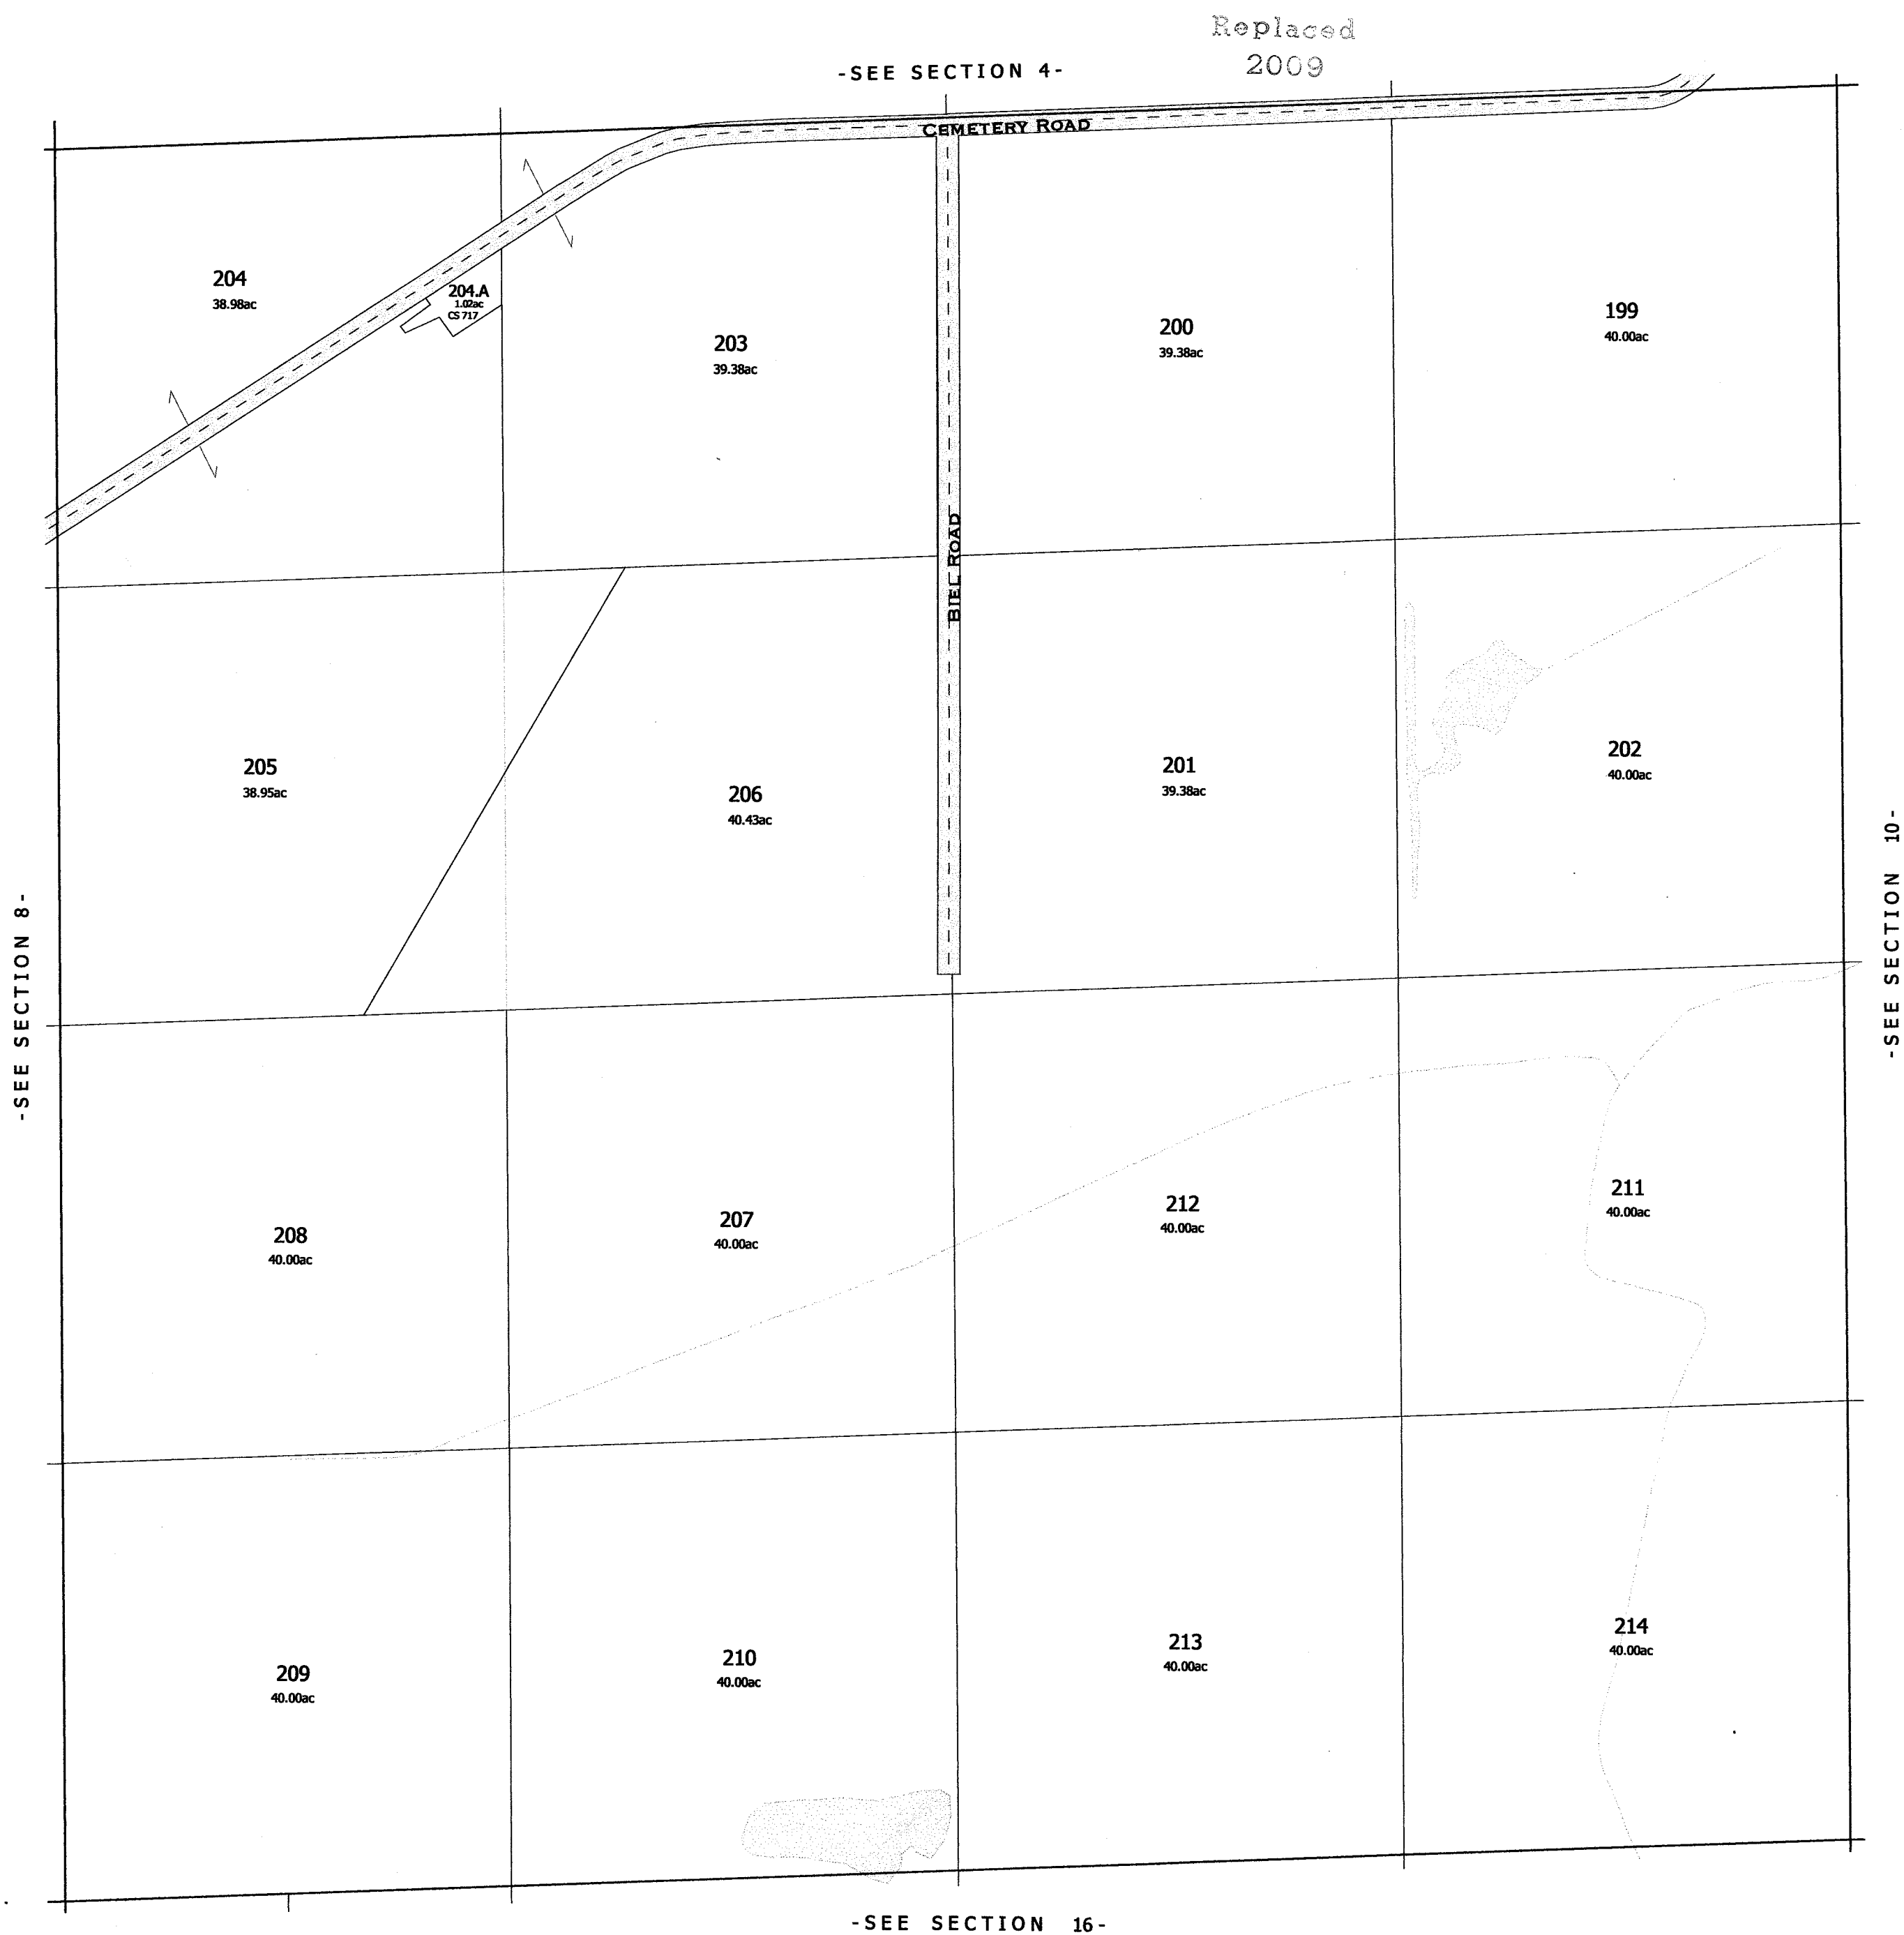 Replaced
2009
-SEE SECTION 4-
CEMETERY ROAD
204
38.98ac
204.A
1.02ac
CS 717
203
39.38ac
200
39.38ac
199
40.00ac
BIEL ROAD
205
38.95ac
206
40.43ac
201
39.38ac
202
40.00ac
-SEE SECTION 8-
-SEE SECTION 10-
208
40.00ac
207
40.00ac
212
40.00ac
211
40.00ac
209
40.00ac
210
40.00ac
213
40.00ac
214
40.00ac
-SEE SECTION 16-